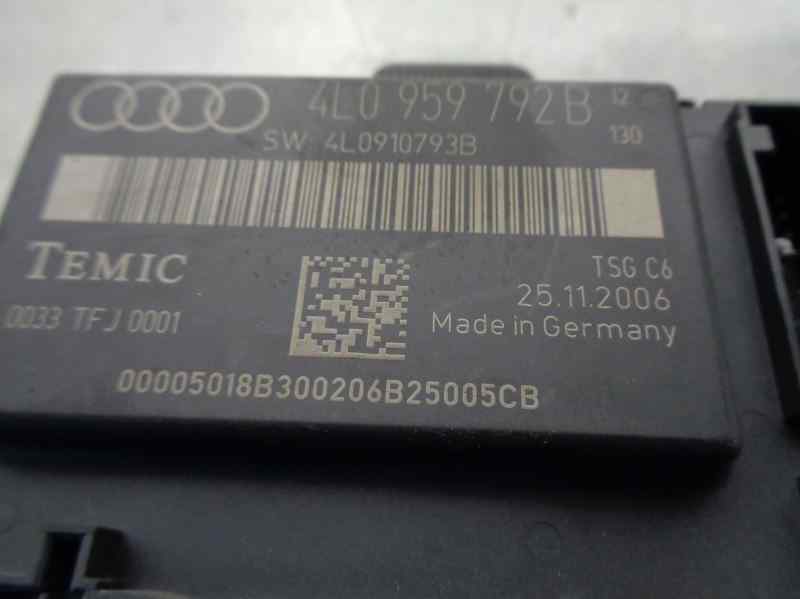 4L0 959 792B 12
SW: 4L0910793B 130
TEMIC
TSG C6
25.11.2006
0033 TFJ 0001
Made in Germany
00005018B300206B25005CB